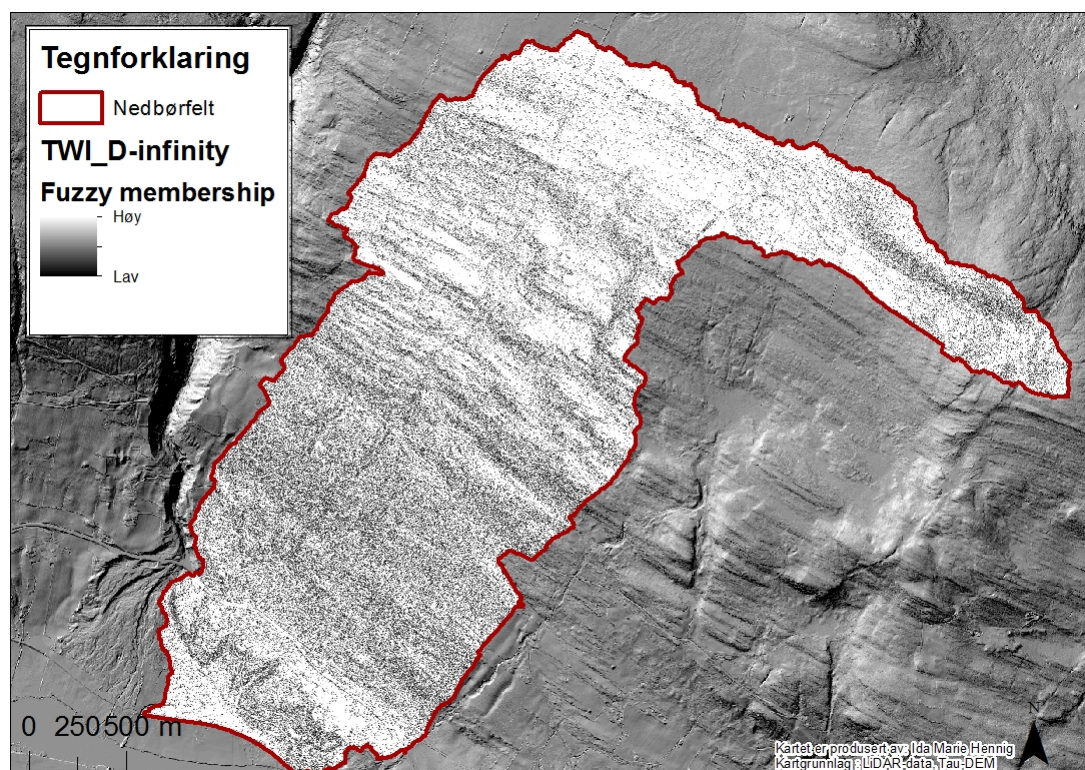 Tegnforklaring
Nedbørfelt
TWI_D-infinity
Fuzzy membership
Høy
Lav
0 250500 m
N
Kartet er produsert av: Ida Marie Hennig
Kartgrunnlag: LiDAR-data, Tau-DEM